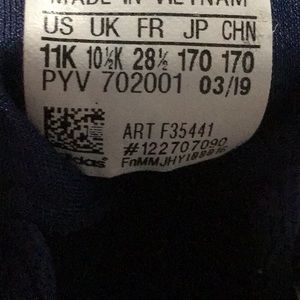 MADE IN VIETNAM
US UK FR JP CHN
11K 10½K 28½ 170 170
PYV 702001 03/19
ART F35441
#122707090
adidas